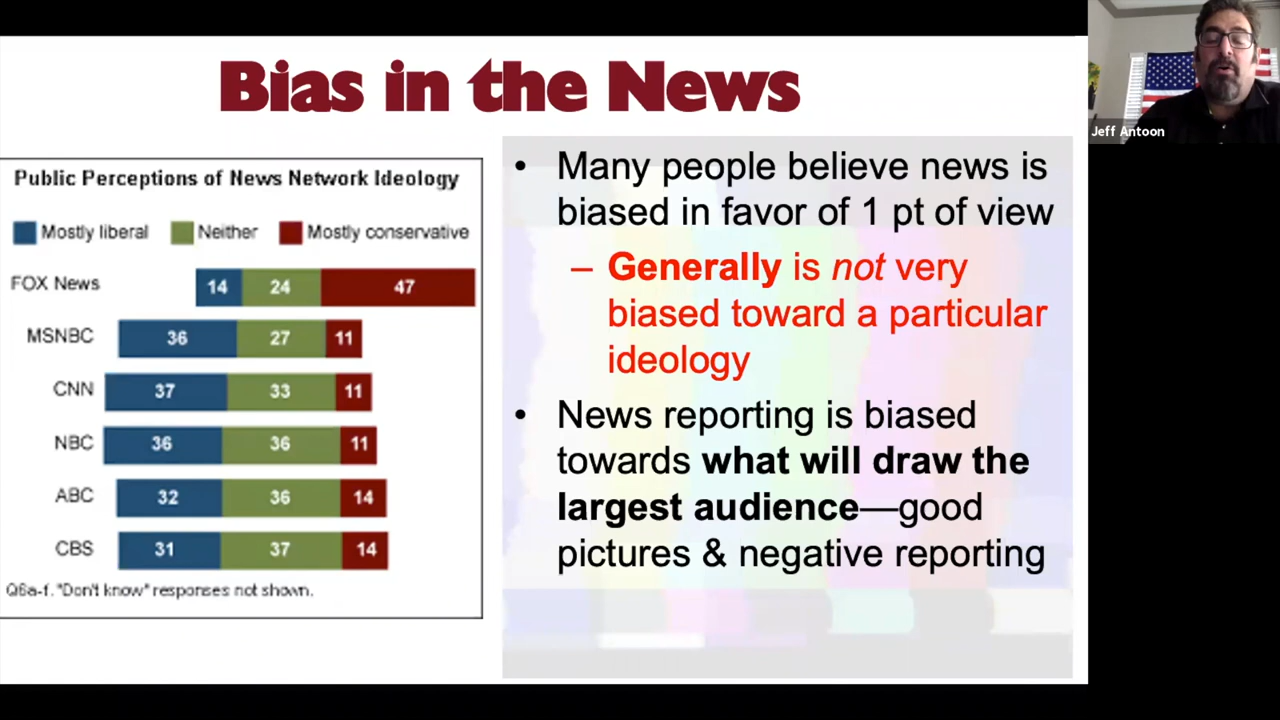 Bias in the News
Jeff Antoon
Public Perceptions of News Network Ideology
Mostly liberal Neither Mostly conservative
FOX News 14 24 47
MSNBC 36 27 11
CNN 37 33 11
NBC 36 36 11
ABC 32 36 14
CBS 31 37 14
Q6a-f. "Don't know" responses not shown.
• Many people believe news is
biased in favor of 1 pt of view
– Generally is not very
biased toward a particular
ideology
• News reporting is biased
towards what will draw the
largest audience—good
pictures & negative reporting